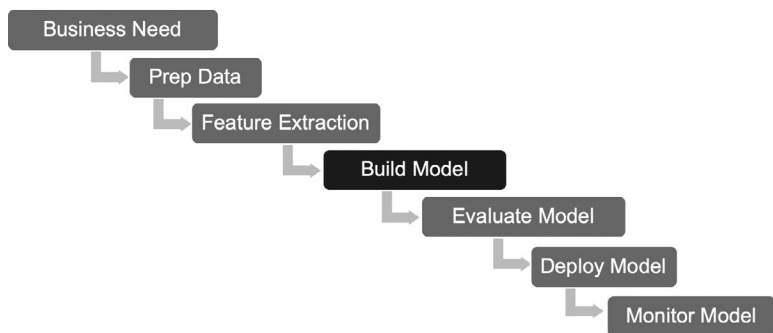 Business Need
Prep Data
Feature Extraction
Build Model
Evaluate Model
Deploy Model
Monitor Model